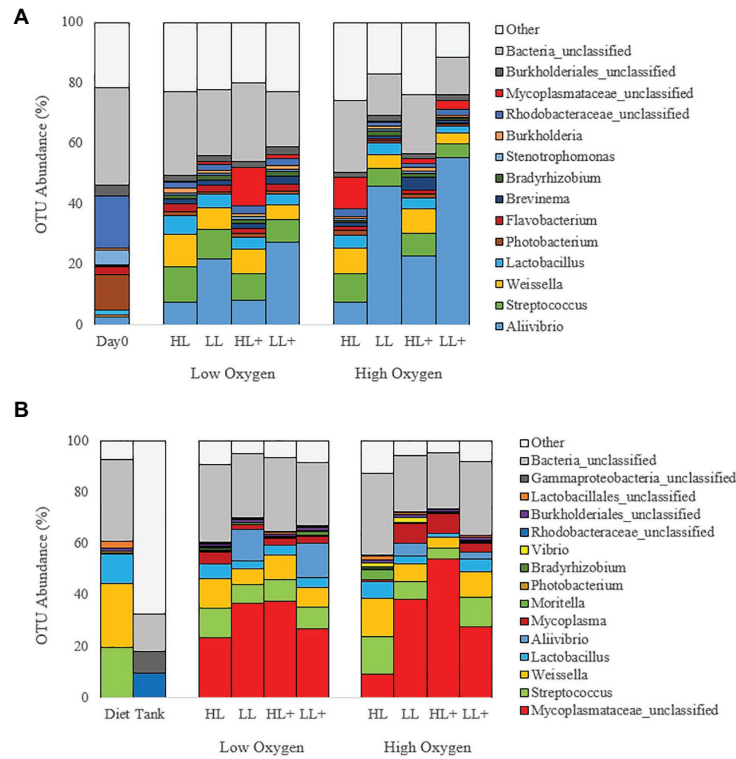 A
100
80
60
40
20
0
OTU Abundance (%)
Day0
HL LL HL+ LL+
Low Oxygen
HL LL HL+ LL+
High Oxygen
Other
Bacteria_unclassified
Burkholderiales_unclassified
Mycoplasmataceae_unclassified
Rhodobacteraceae_unclassified
Burkholderia
Stenotrophomonas
Bradyrhizobium
Brevinema
Flavobacterium
Photobacterium
Lactobacillus
Weissella
Streptococcus
Aliivibrio
B
100
80
60
40
20
0
OTU Abundance (%)
Diet Tank
HL LL HL+ LL+
Low Oxygen
HL LL HL+ LL+
High Oxygen
Other
Bacteria_unclassified
Gammaproteobacteria_unclassified
Lactobacillales_unclassified
Burkholderiales_unclassified
Rhodobacteraceae_unclassified
Vibrio
Bradyrhizobium
Photobacterium
Moritella
Mycoplasma
Aliivibrio
Lactobacillus
Weissella
Streptococcus
Mycoplasmataceae_unclassified